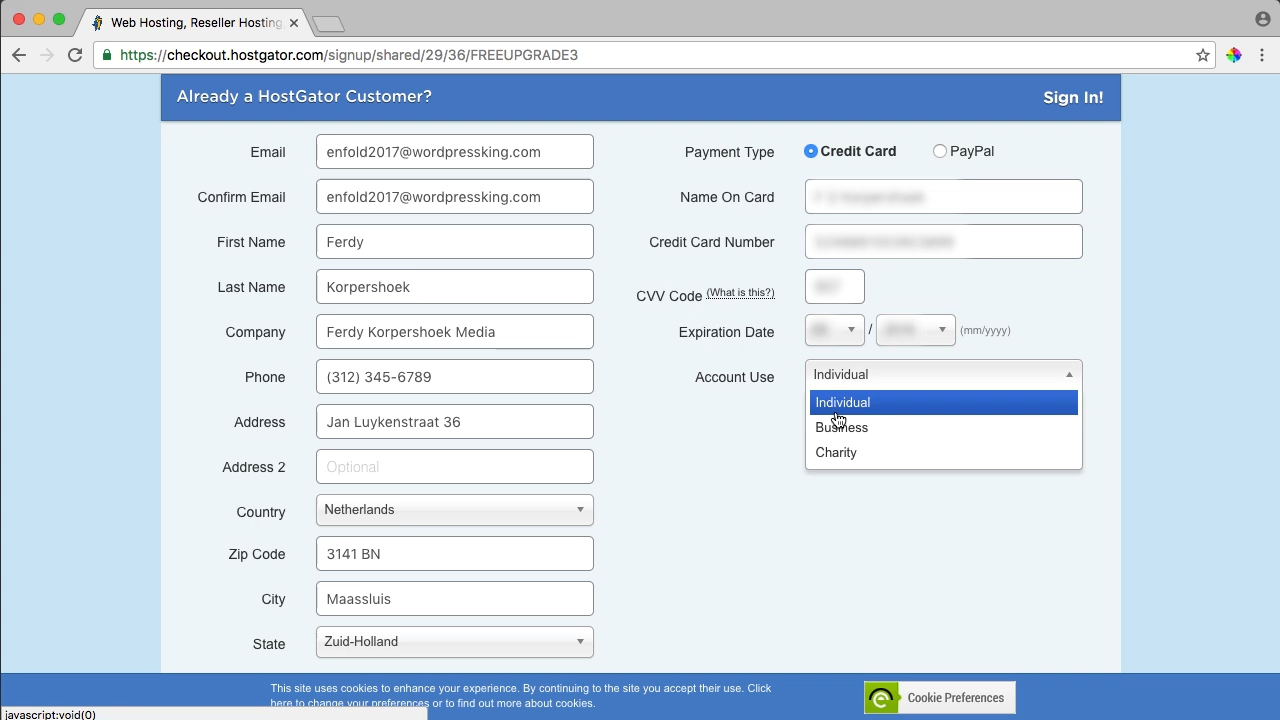 Web Hosting, Reseller Hosting
https://checkout.hostgator.com/signup/shared/29/36/FREEUPGRADE3
Already a HostGator Customer?
Sign In!
Email
enfold2017@wordpressking.com
Confirm Email
enfold2017@wordpressking.com
First Name
Ferdy
Last Name
Korpershoek
Company
Ferdy Korpershoek Media
Phone
(312) 345-6789
Address
Jan Luykenstraat 36
Address 2
Optional
Country
Netherlands
Zip Code
3141 BN
City
Maassluis
State
Zuid-Holland
Payment Type
Credit Card
PayPal
Name On Card
Credit Card Number
CVV Code (What is this?)
Expiration Date
/ (mm/yyyy)
Account Use
Individual
Individual
Business
Charity
This site uses cookies to enhance your experience. By continuing to the site you accept their use. Click
here to change your preferences or to find out more about cookies.
Cookie Preferences
javascript:void(0)